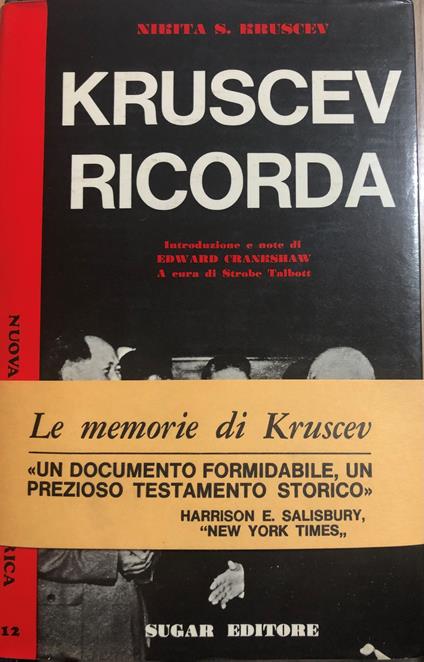 NIKITA S. KRUSCEV
KRUSCEV
RICORDA
Introduzione e note di
EDWARD CRANKSHAW
A cura di Strobe Talbott
Le memorie di Kruscev
«UN DOCUMENTO FORMIDABILE, UN
PREZIOSO TESTAMENTO STORICO»
HARRISON E. SALISBURY,
“NEW YORK TIMES„
SUGAR EDITORE
NUOVA
RICA
12